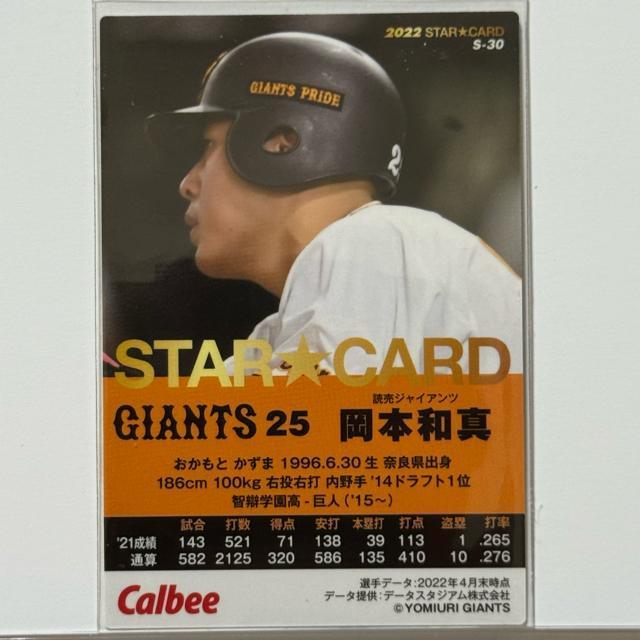 2022 STAR★CARD
S-30
GIANTS PRIDE
2
STAR★CARD
読売ジャイアンツ
GIANTS 25 岡本和真
おかもと かずま 1996.6.30生 奈良県出身
186cm 100kg 右投右打 内野手 '14ドラフト1位
智辯学園高-巨人('15〜)
試合 打数 得点 安打 本塁打 打点 盗塁 打率
'21成績 143 521 71 138 39 113 1 .265
通算 582 2125 320 586 135 410 10 .276
選手データ:2022年4月末時点
データ提供:データスタジアム株式会社
Calbee
©YOMIURI GIANTS